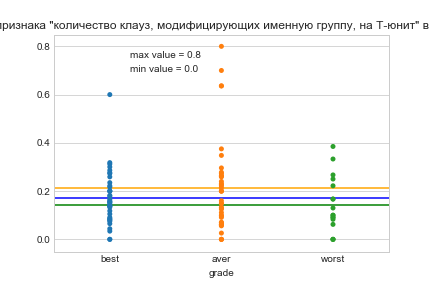 ризнака "количество клауз, модифицирующих именную группу, на Т-юнит" в
max value = 0.8
min value = 0.0
0.8
0.6
0.4
0.2
0.0
best aver worst
grade